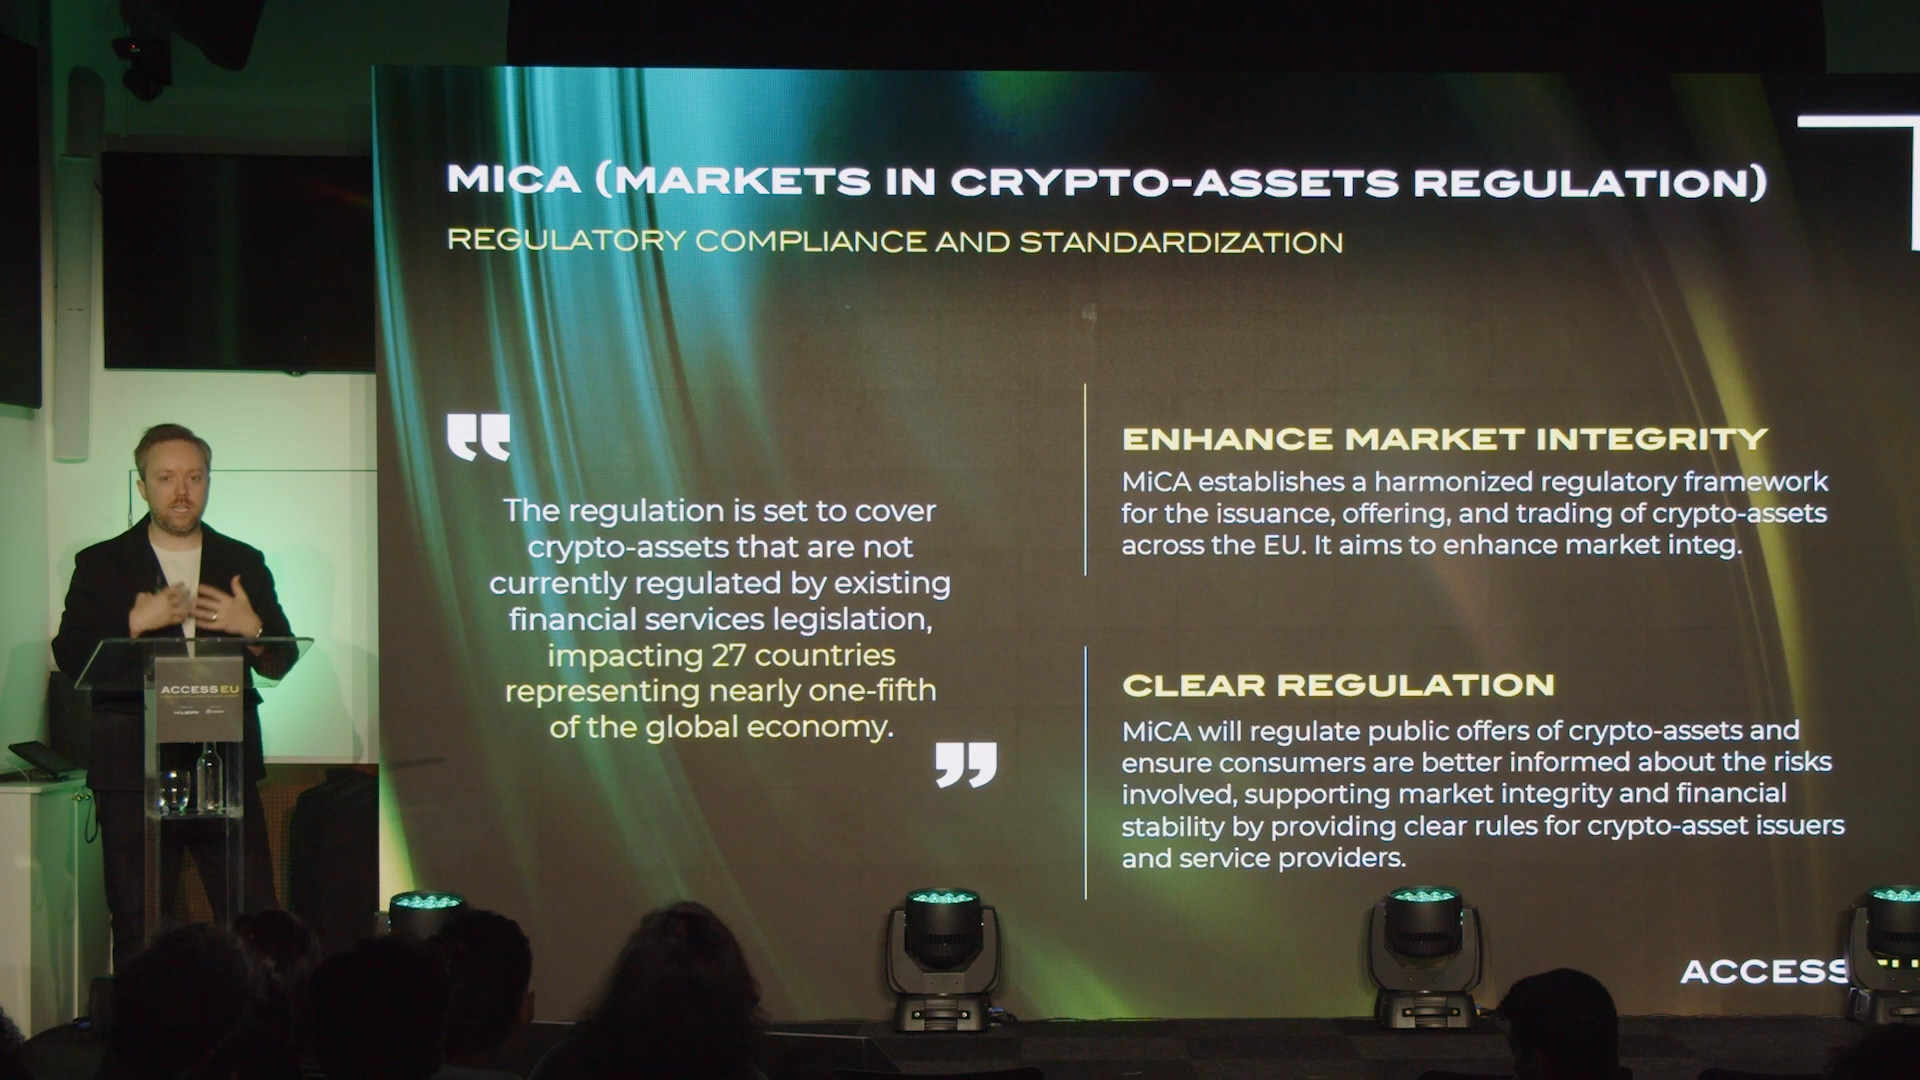 MICA (MARKETS IN CRYPTO-ASSETS REGULATION)
REGULATORY COMPLIANCE AND STANDARDIZATION
“
The regulation is set to cover
crypto-assets that are not
currently regulated by existing
financial services legislation,
impacting 27 countries
representing nearly one-fifth
of the global economy.
”
ENHANCE MARKET INTEGRITY
MiCA establishes a harmonized regulatory framework
for the issuance, offering, and trading of crypto-assets
across the EU. It aims to enhance market integ.
CLEAR REGULATION
MiCA will regulate public offers of crypto-assets and
ensure consumers are better informed about the risks
involved, supporting market integrity and financial
stability by providing clear rules for crypto-asset issuers
and service providers.
ACCESS
ACCESS EU